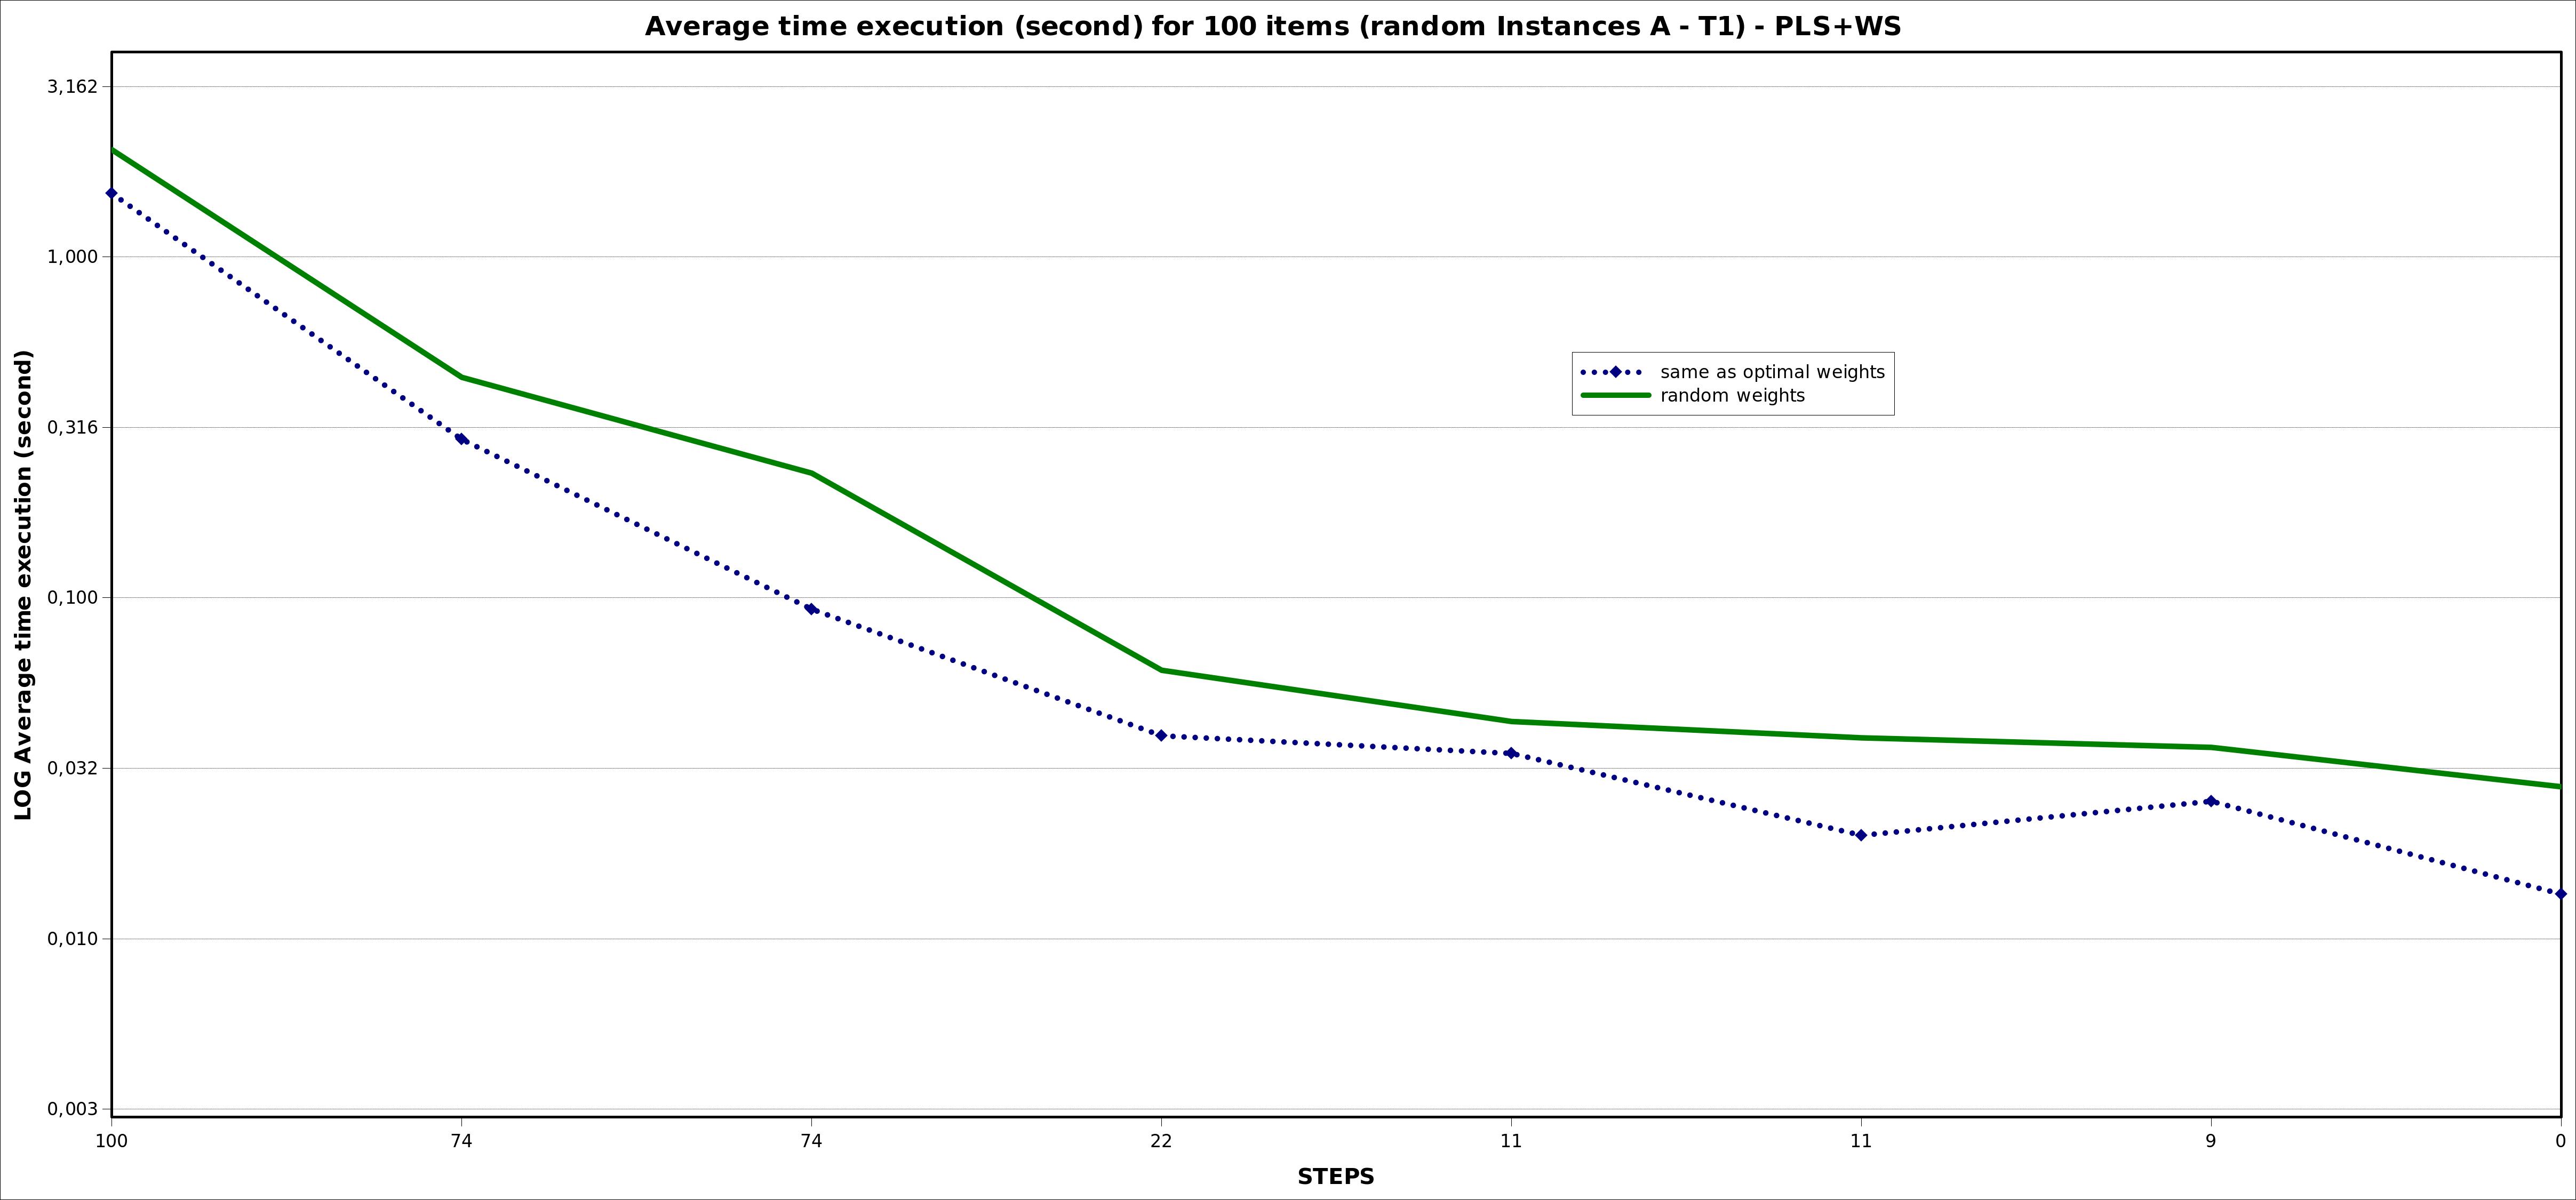 Average time execution (second) for 100 items (random Instances A - T1) - PLS+WS
LOG Average time execution (second)
3,162
1,000
0,316
0,100
0,032
0,010
0,003
same as optimal weights
random weights
100 74 74 22 11 11 9 0
STEPS